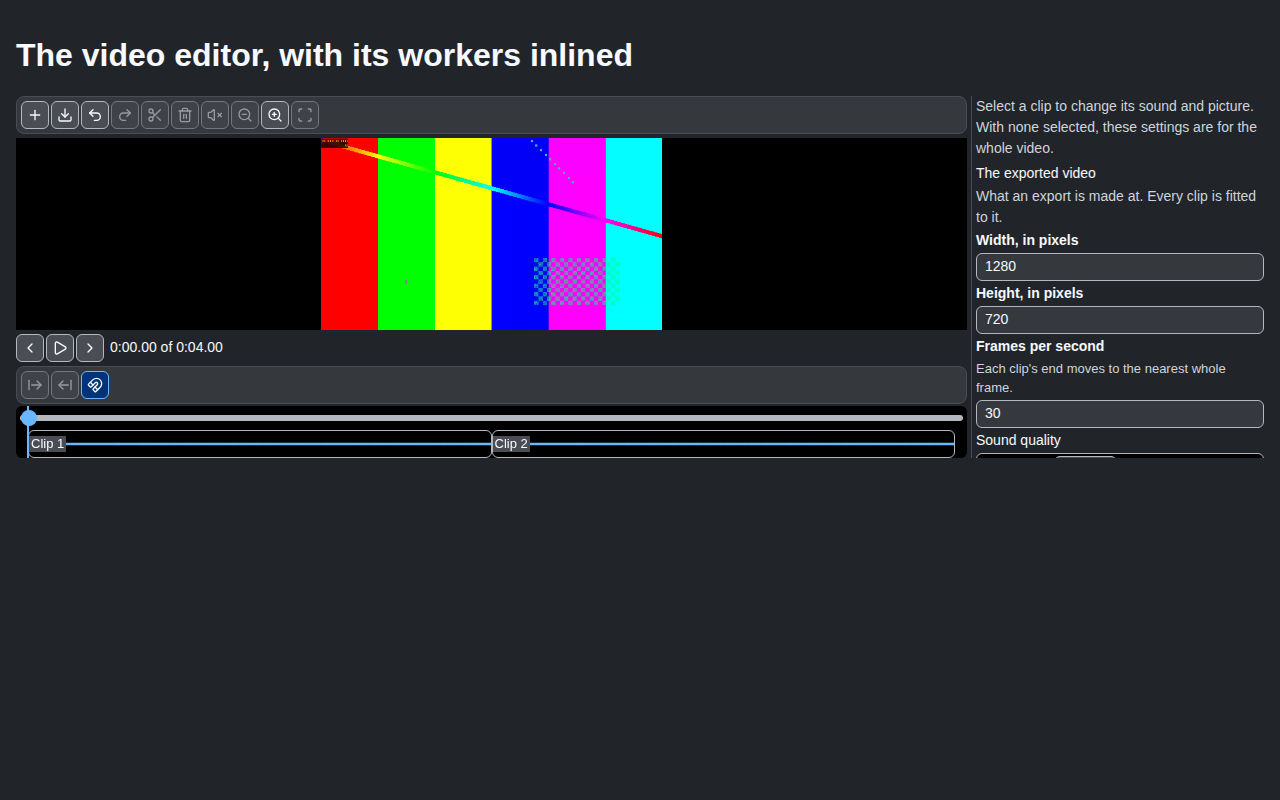 The video editor, with its workers inlined
Select a clip to change its sound and picture.
With none selected, these settings are for the
whole video.
The exported video
What an export is made at. Every clip is fitted
to it.
Width, in pixels
1280
Height, in pixels
720
Frames per second
Each clip's end moves to the nearest whole
frame.
30
Sound quality
0:00.00 of 0:04.00
Clip 1
Clip 2